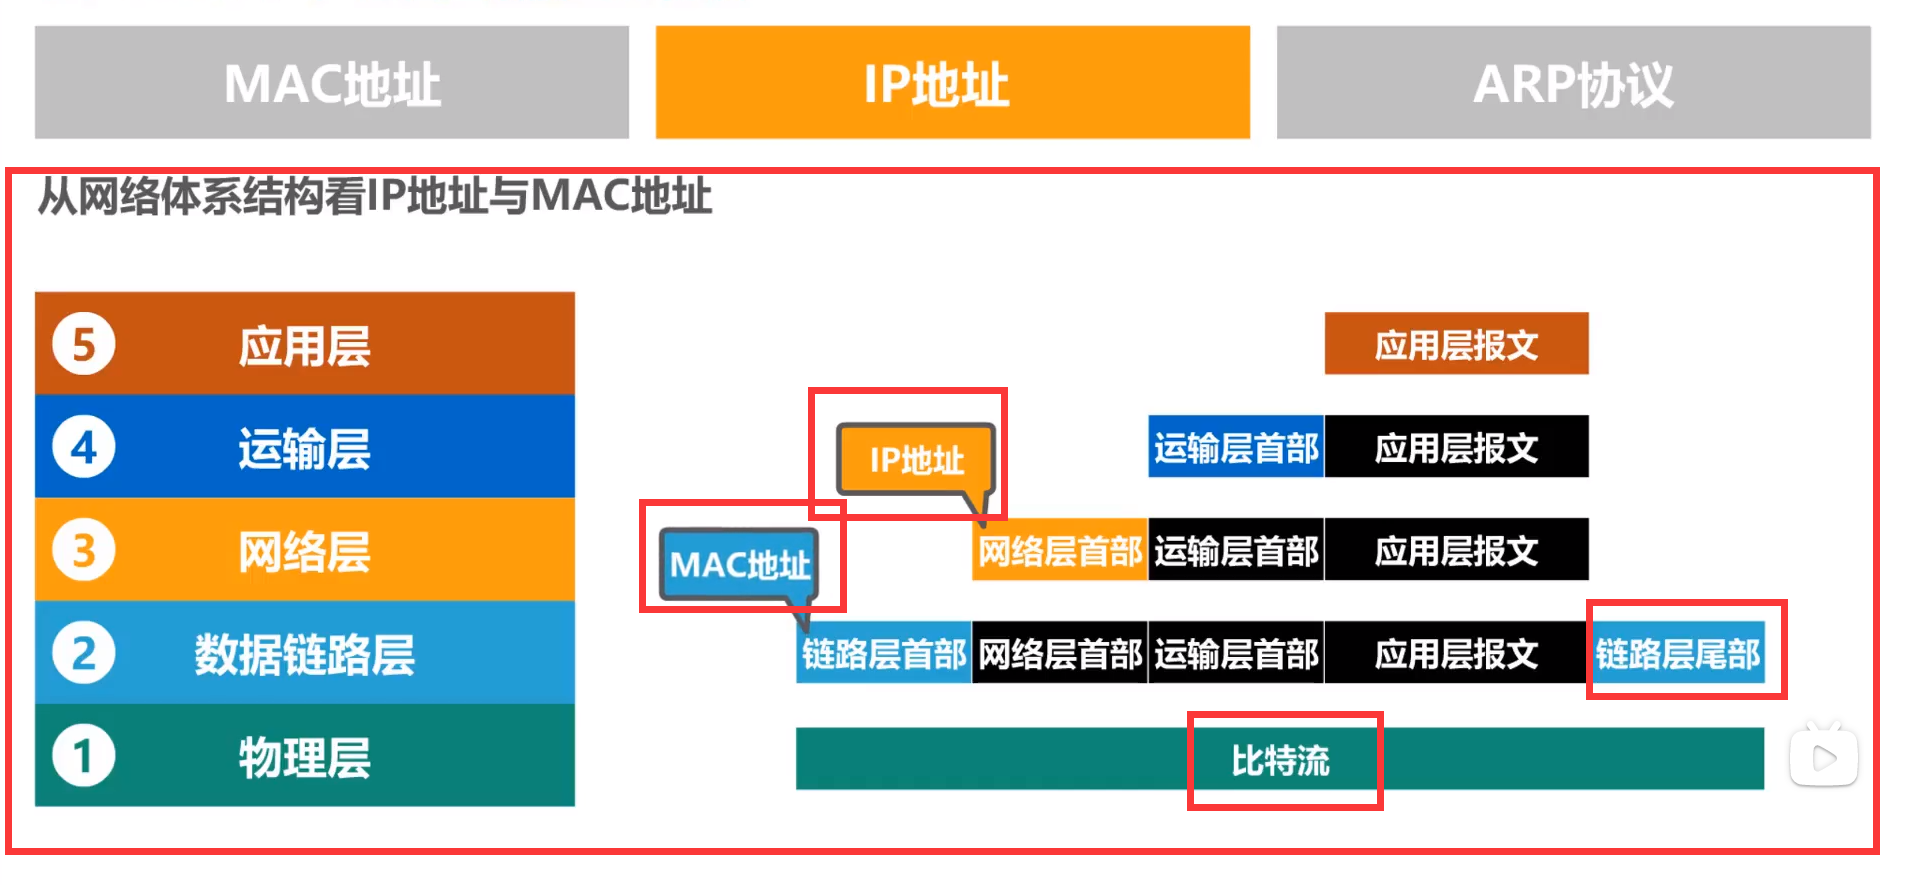 MAC地址
IP地址
ARP协议
从网络体系结构看IP地址与MAC地址
5 应用层
应用层报文
4 运输层
IP地址
运输层首部 应用层报文
3 网络层
MAC地址
网络层首部 运输层首部 应用层报文
2 数据链路层
链路层首部 网络层首部 运输层首部 应用层报文 链路层尾部
1 物理层
比特流